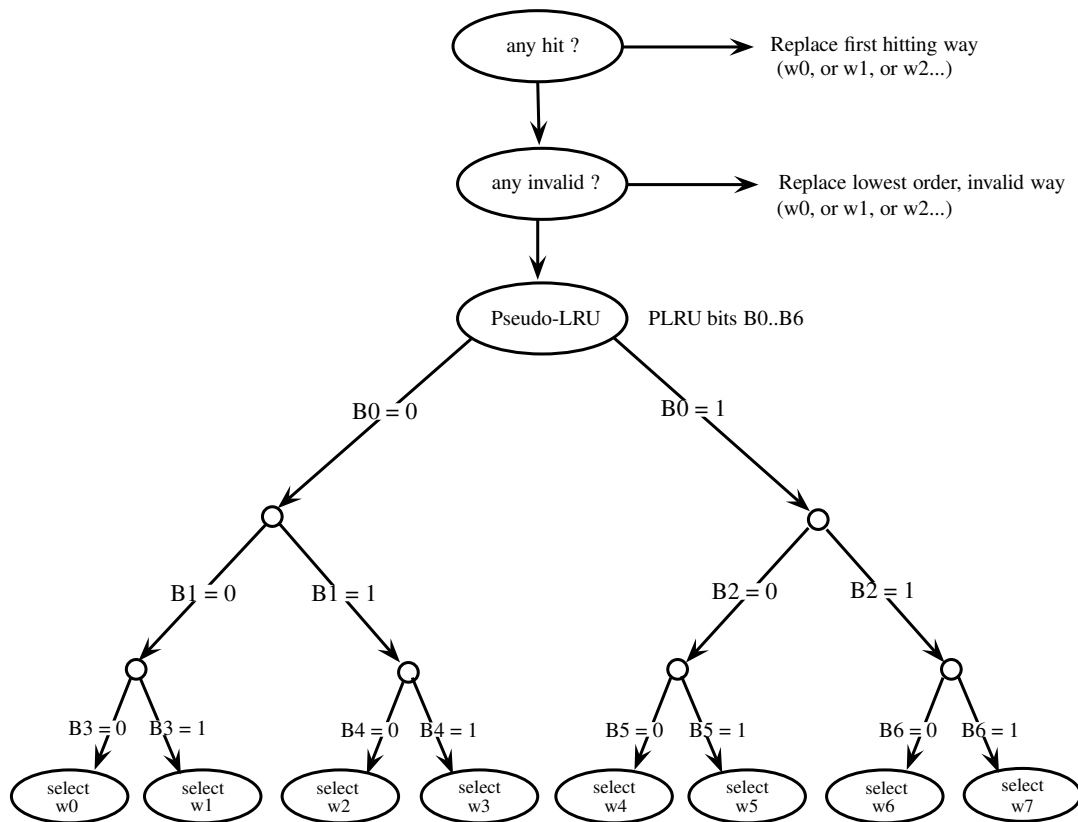 any hit ?
Replace first hitting way
(w0, or w1, or w2...)
any invalid ?
Replace lowest order, invalid way
(w0, or w1, or w2...)
Pseudo-LRU
PLRU bits B0..B6
B0 = 0
B0 = 1
B1 = 0
B1 = 1
B2 = 0
B2 = 1
B3 = 0
B3 = 1
B4 = 0
B4 = 1
B5 = 0
B5 = 1
B6 = 0
B6 = 1
select
w0
select
w1
select
w2
select
w3
select
w4
select
w5
select
w6
select
w7